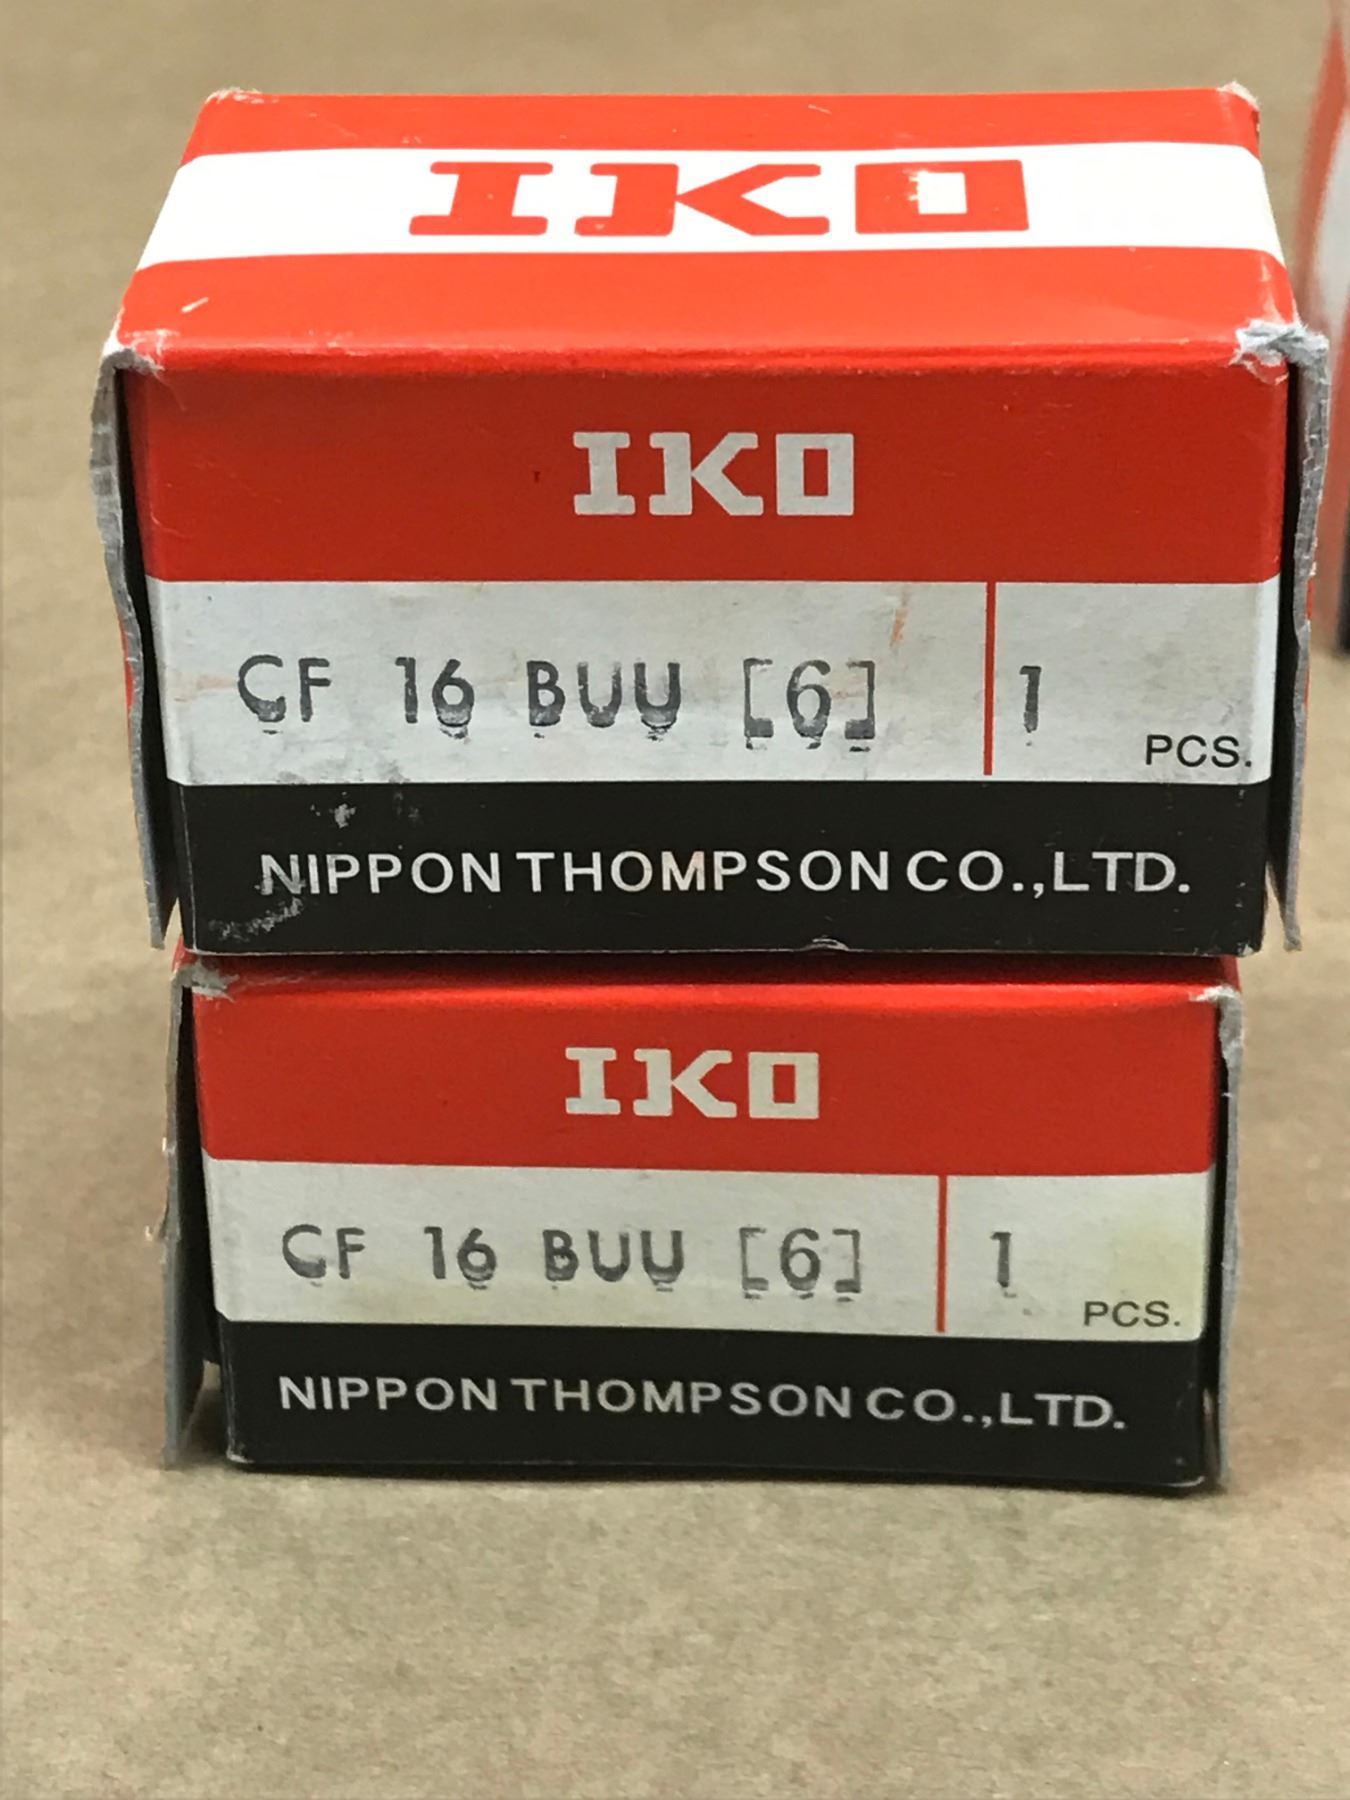 IKO
IKO
CF 16 BUU [6] 1 PCS.
NIPPON THOMPSON CO.,LTD.
IKO
CF 16 BUU [6] 1 PCS.
NIPPON THOMPSON CO.,LTD.